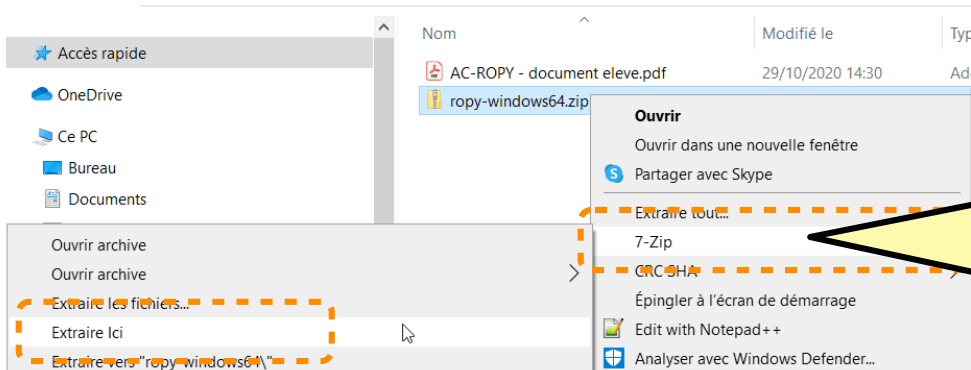 Nom Modifié le Typ
Accès rapide
AC-ROPY - document eleve.pdf 29/10/2020 14:30 Ad
OneDrive
ropy-windows64.zip
Ouvrir
Ce PC
Ouvrir dans une nouvelle fenêtre
Bureau
Partager avec Skype
Documents
Extraire tout...
Ouvrir archive
7-Zip
Ouvrir archive
CRC SHA
Extraire les fichiers...
Épingler à l'écran de démarrage
Extraire Ici
Edit with Notepad++
Extraire vers "ropy-windows64\"
Analyser avec Windows Defender...